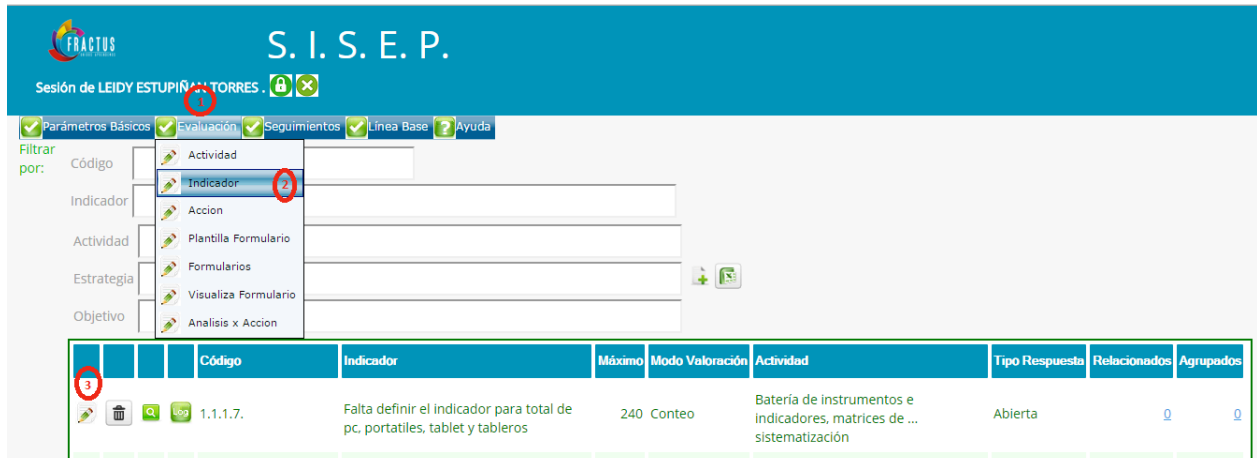 FRACTUS
S. I. S. E. P.
Sesión de LEIDY ESTUPIÑAN TORRES .
1
Parámetros Básicos Evaluación Seguimientos Línea Base Ayuda
Filtrar por:
Código
Indicador
Actividad
Estrategia
Objetivo
Actividad
Indicador 2
Accion
Plantilla Formulario
Formularios
Visualiza Formulario
Analisis x Accion
Código Indicador Máximo Modo Valoración Actividad Tipo Respuesta Relacionados Agrupados
3
Log
1.1.1.7.
Falta definir el indicador para total de
pc, portatiles, tablet y tableros
240 Conteo
Batería de instrumentos e
indicadores, matrices de ...
sistematización
Abierta 0 0